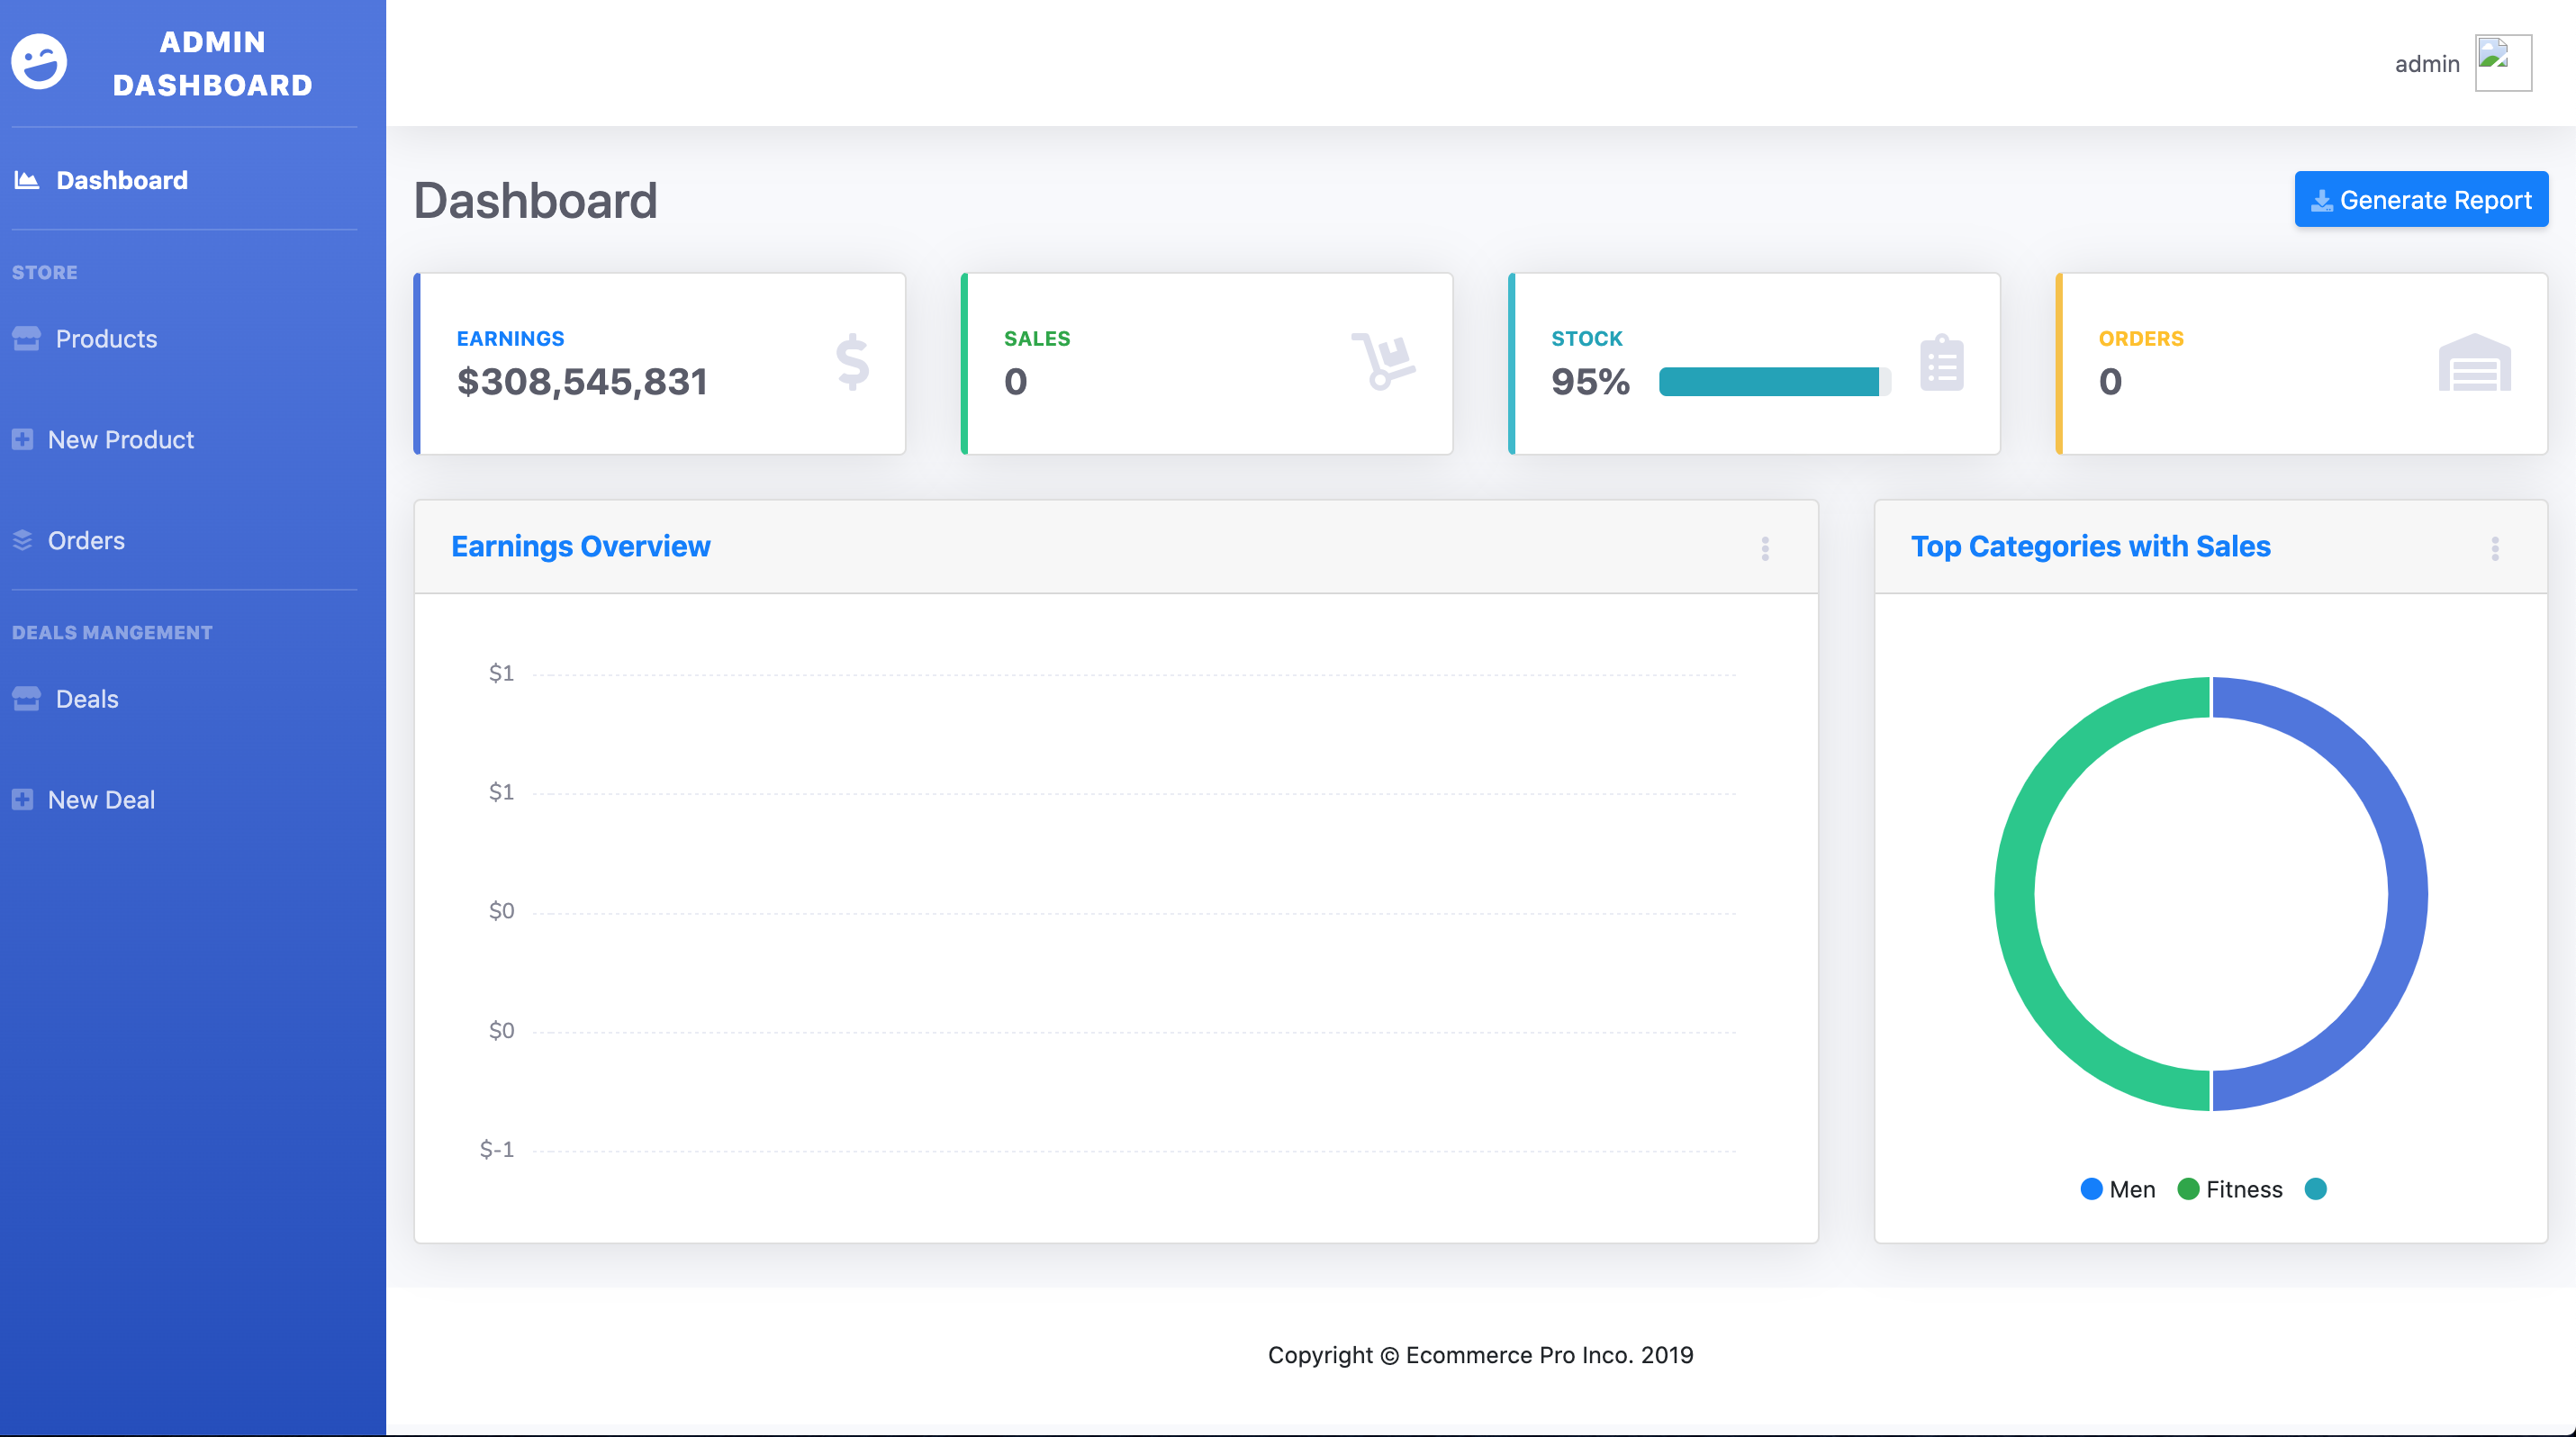 ADMIN
DASHBOARD
admin
Dashboard
STORE
Products
New Product
Orders
DEALS MANGEMENT
Deals
New Deal
Dashboard
Generate Report
EARNINGS
$308,545,831
SALES
0
STOCK
95%
ORDERS
0
Earnings Overview
$1
$1
$0
$0
$-1
Top Categories with Sales
Men Fitness
Copyright © Ecommerce Pro Inco. 2019